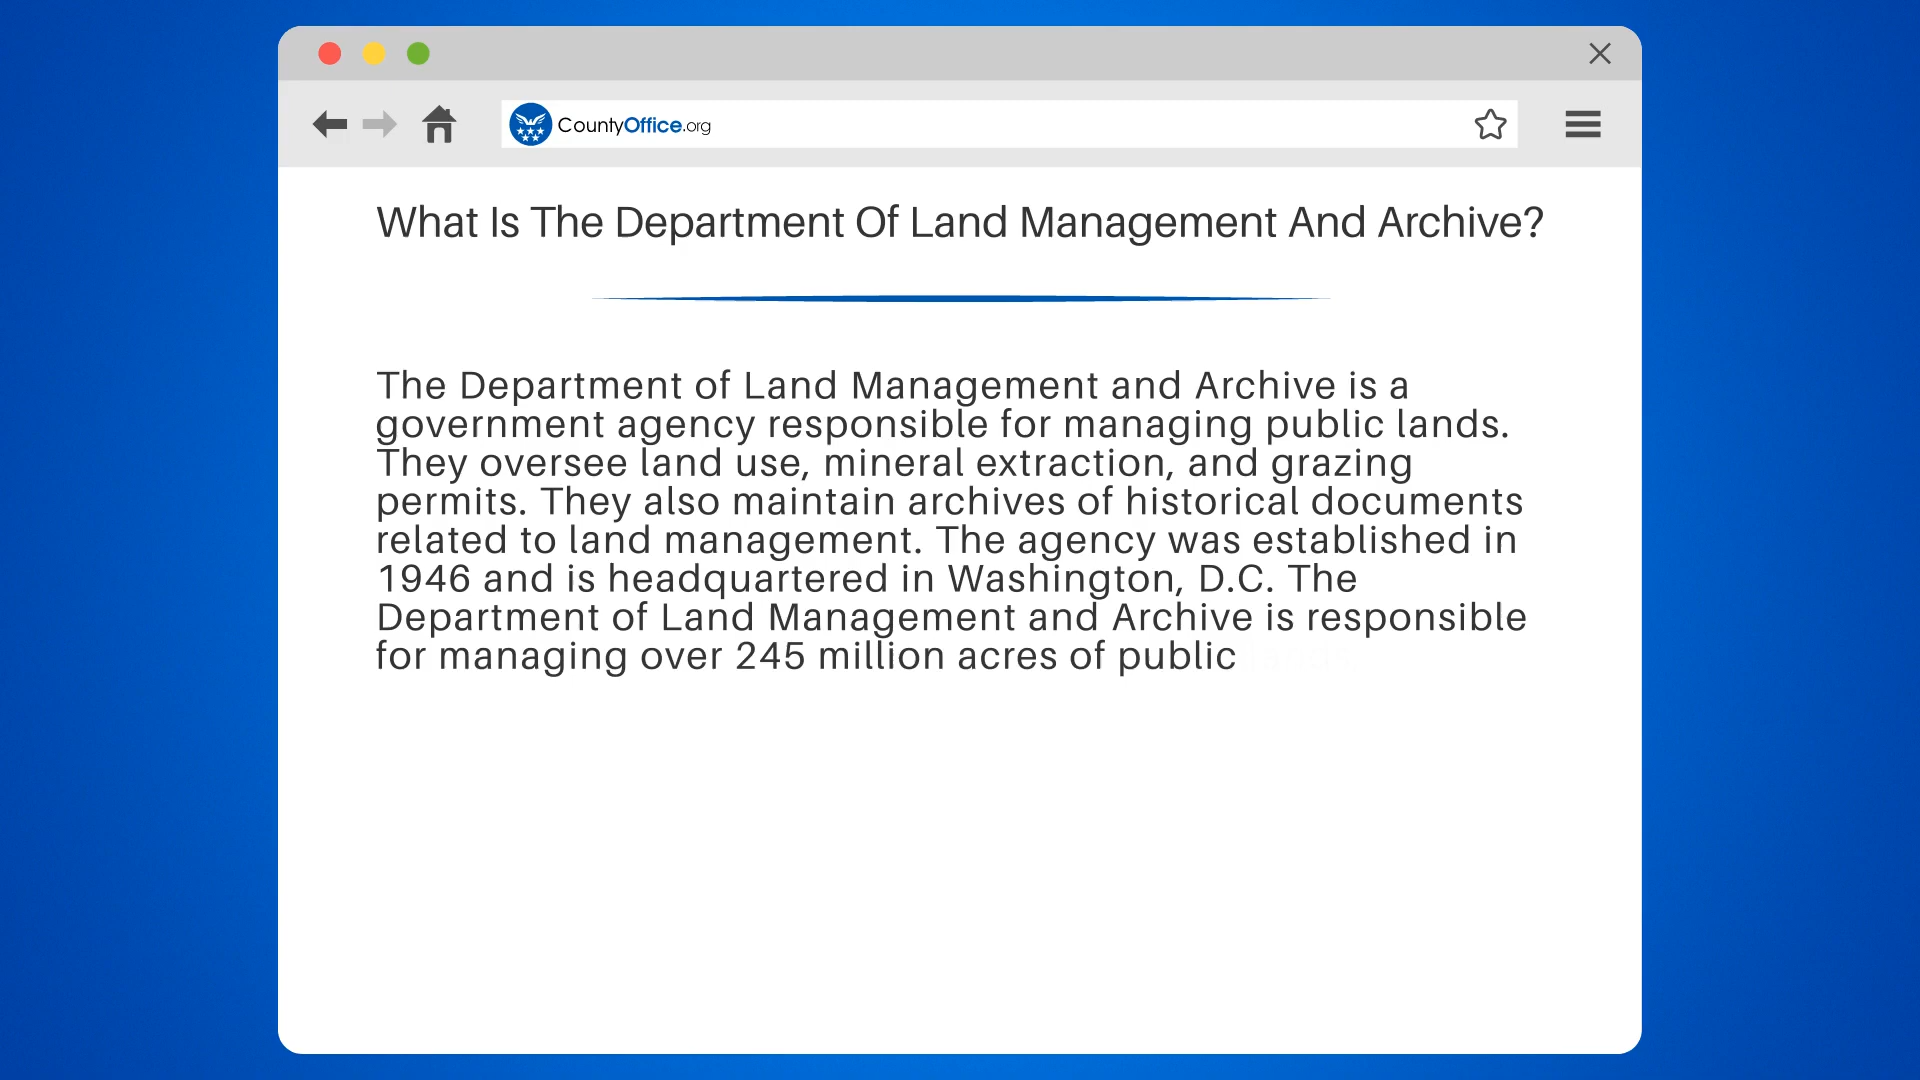 CountyOffice.org
What Is The Department Of Land Management And Archive?
The Department of Land Management and Archive is a
government agency responsible for managing public lands.
They oversee land use, mineral extraction, and grazing
permits. They also maintain archives of historical documents
related to land management. The agency was established in
1946 and is headquartered in Washington, D.C. The
Department of Land Management and Archive is responsible
for managing over 245 million acres of public